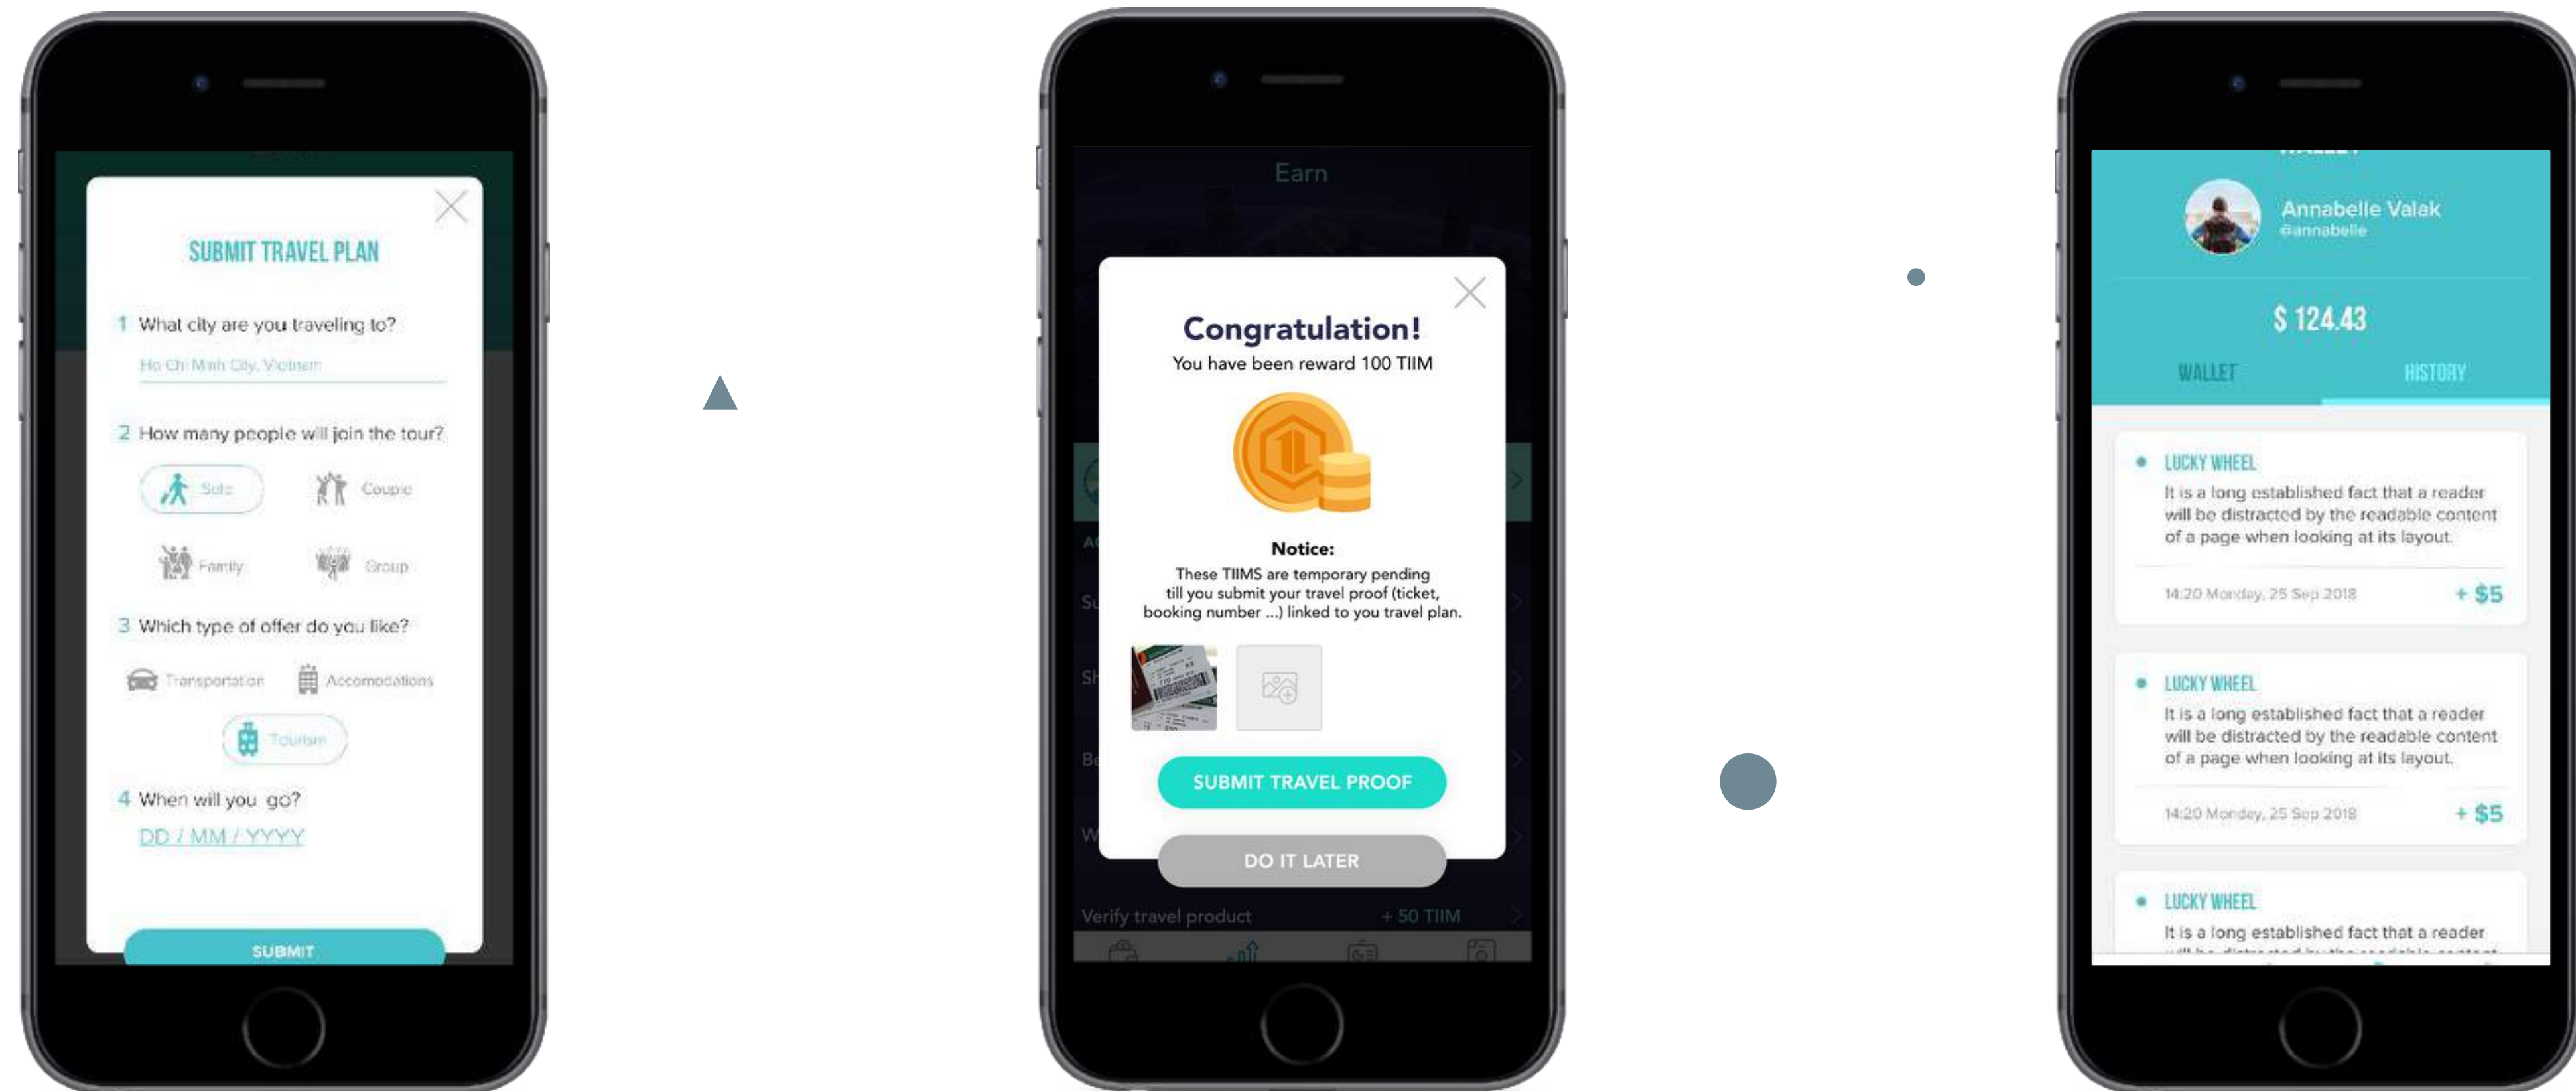 SUBMIT TRAVEL PLAN
1 What city are you traveling to?
Ho Chi Minh City, Vietnam
2 How many people will join the tour?
Solo
Couple
Family
Group
3 Which type of offer do you like?
Transportation
Accomodations
Tourism
4 When will you go?
DD / MM / YYYY
SUBMIT
Earn
Congratulation!
You have been reward 100 TIIM
Notice:
These TIIMS are temporary pending
till you submit your travel proof (ticket,
booking number ...) linked to you travel plan.
SUBMIT TRAVEL PROOF
DO IT LATER
Verify travel product + 50 TIIM
Annabelle Valak
@annabelle
$ 124.43
WALLET
HISTORY
LUCKY WHEEL
It is a long established fact that a reader
will be distracted by the readable content
of a page when looking at its layout.
14:20 Monday, 25 Sep 2018 + $5
LUCKY WHEEL
It is a long established fact that a reader
will be distracted by the readable content
of a page when looking at its layout.
14:20 Monday, 25 Sep 2018 + $5
LUCKY WHEEL
It is a long established fact that a reader